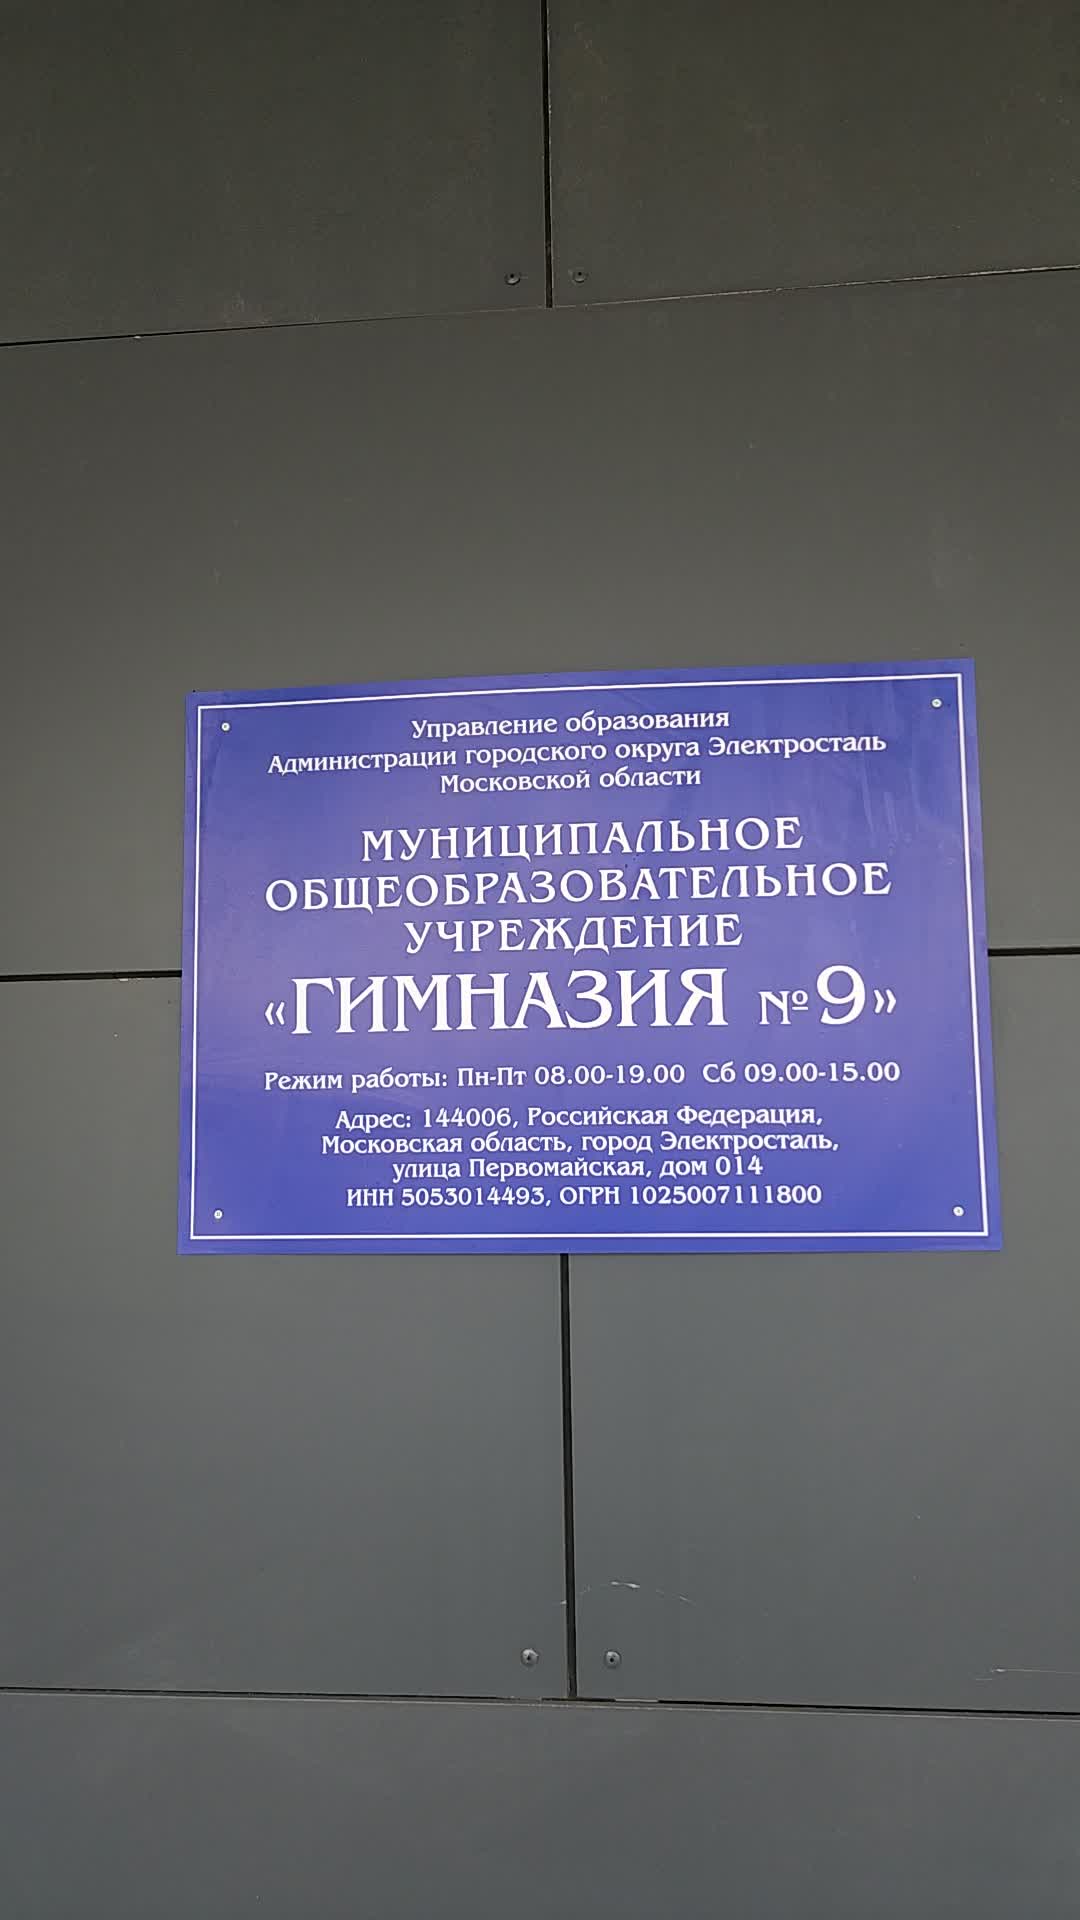 Управление образования
Администрации городского округа Электросталь
Московской области
МУНИЦИПАЛЬНОЕ
ОБЩЕОБРАЗОВАТЕЛЬНОЕ
УЧРЕЖДЕНИЕ
«ГИМНАЗИЯ №9»
Режим работы: Пн-Пт 08.00-19.00 Сб 09.00-15.00
Адрес: 144006, Российская Федерация,
Московская область, город Электросталь,
улица Первомайская, дом 014
ИНН 5053014493, ОГРН 1025007111800